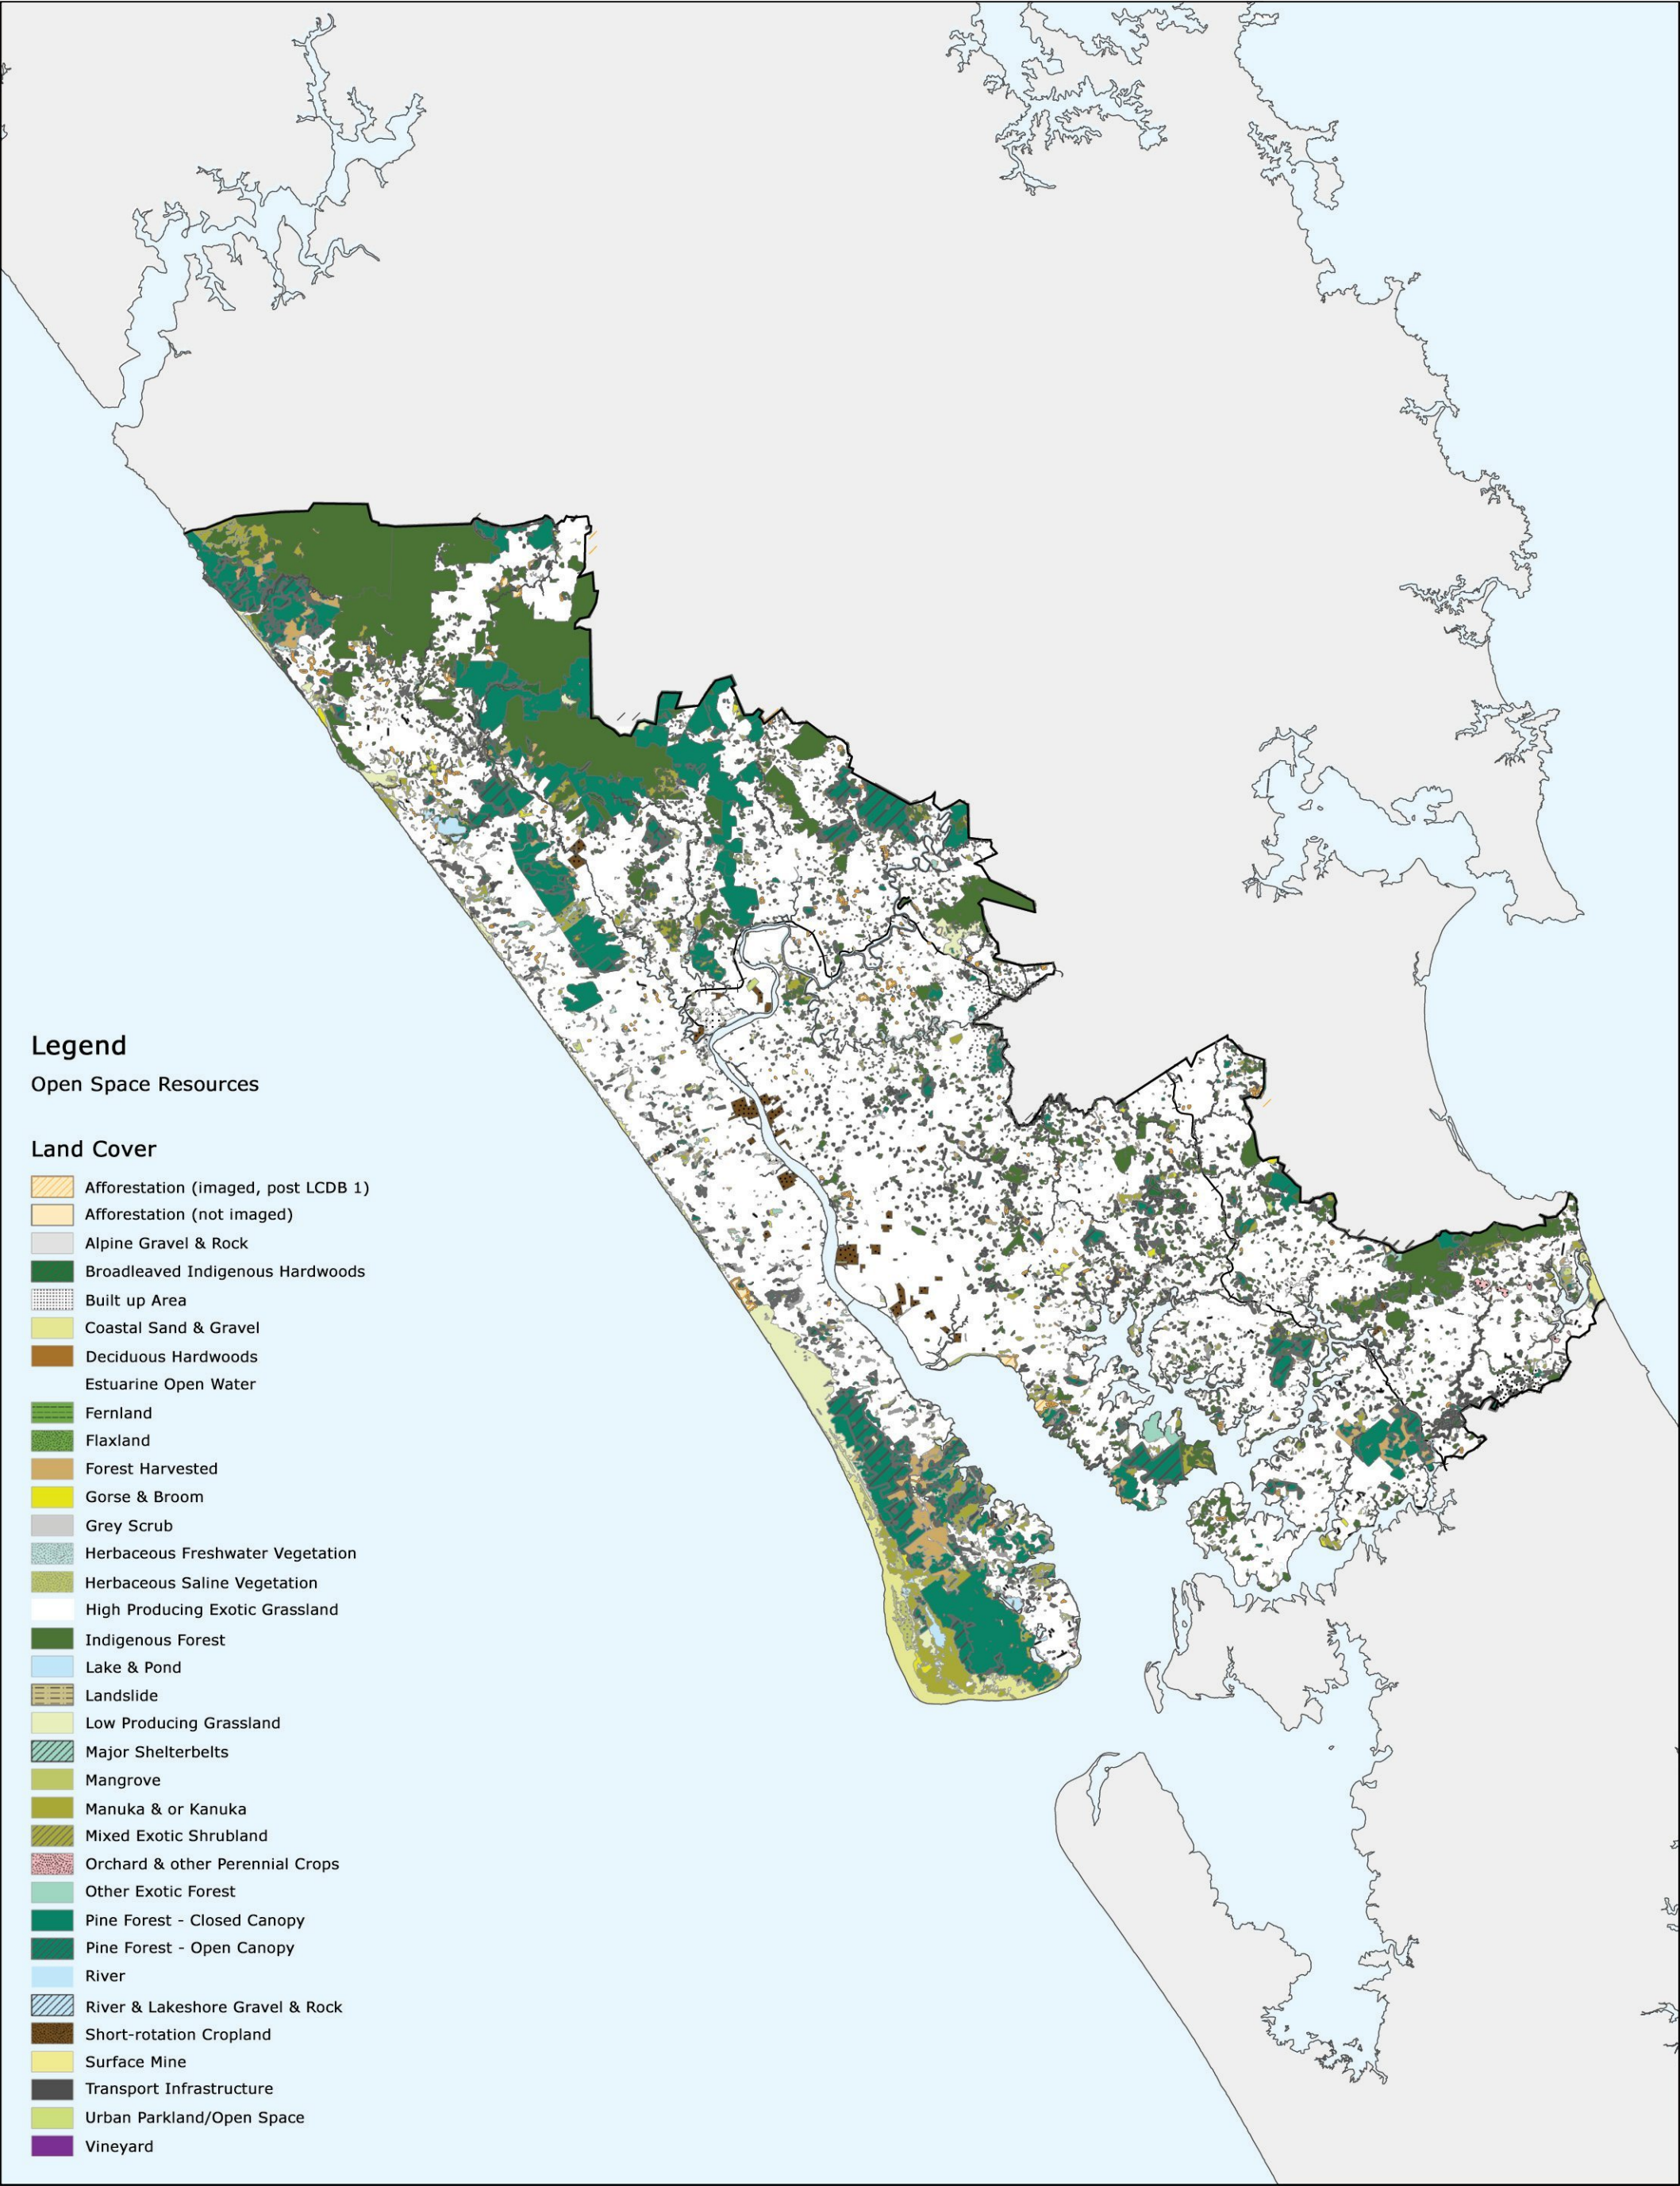 Legend
Open Space Resources
Land Cover
Afforestation (imaged, post LCDB 1)
Afforestation (not imaged)
Alpine Gravel & Rock
Broadleaved Indigenous Hardwoods
Built up Area
Coastal Sand & Gravel
Deciduous Hardwoods
Estuarine Open Water
Fernland
Flaxland
Forest Harvested
Gorse & Broom
Grey Scrub
Herbaceous Freshwater Vegetation
Herbaceous Saline Vegetation
High Producing Exotic Grassland
Indigenous Forest
Lake & Pond
Landslide
Low Producing Grassland
Major Shelterbelts
Mangrove
Manuka & or Kanuka
Mixed Exotic Shrubland
Orchard & other Perennial Crops
Other Exotic Forest
Pine Forest - Closed Canopy
Pine Forest - Open Canopy
River
River & Lakeshore Gravel & Rock
Short-rotation Cropland
Surface Mine
Transport Infrastructure
Urban Parkland/Open Space
Vineyard